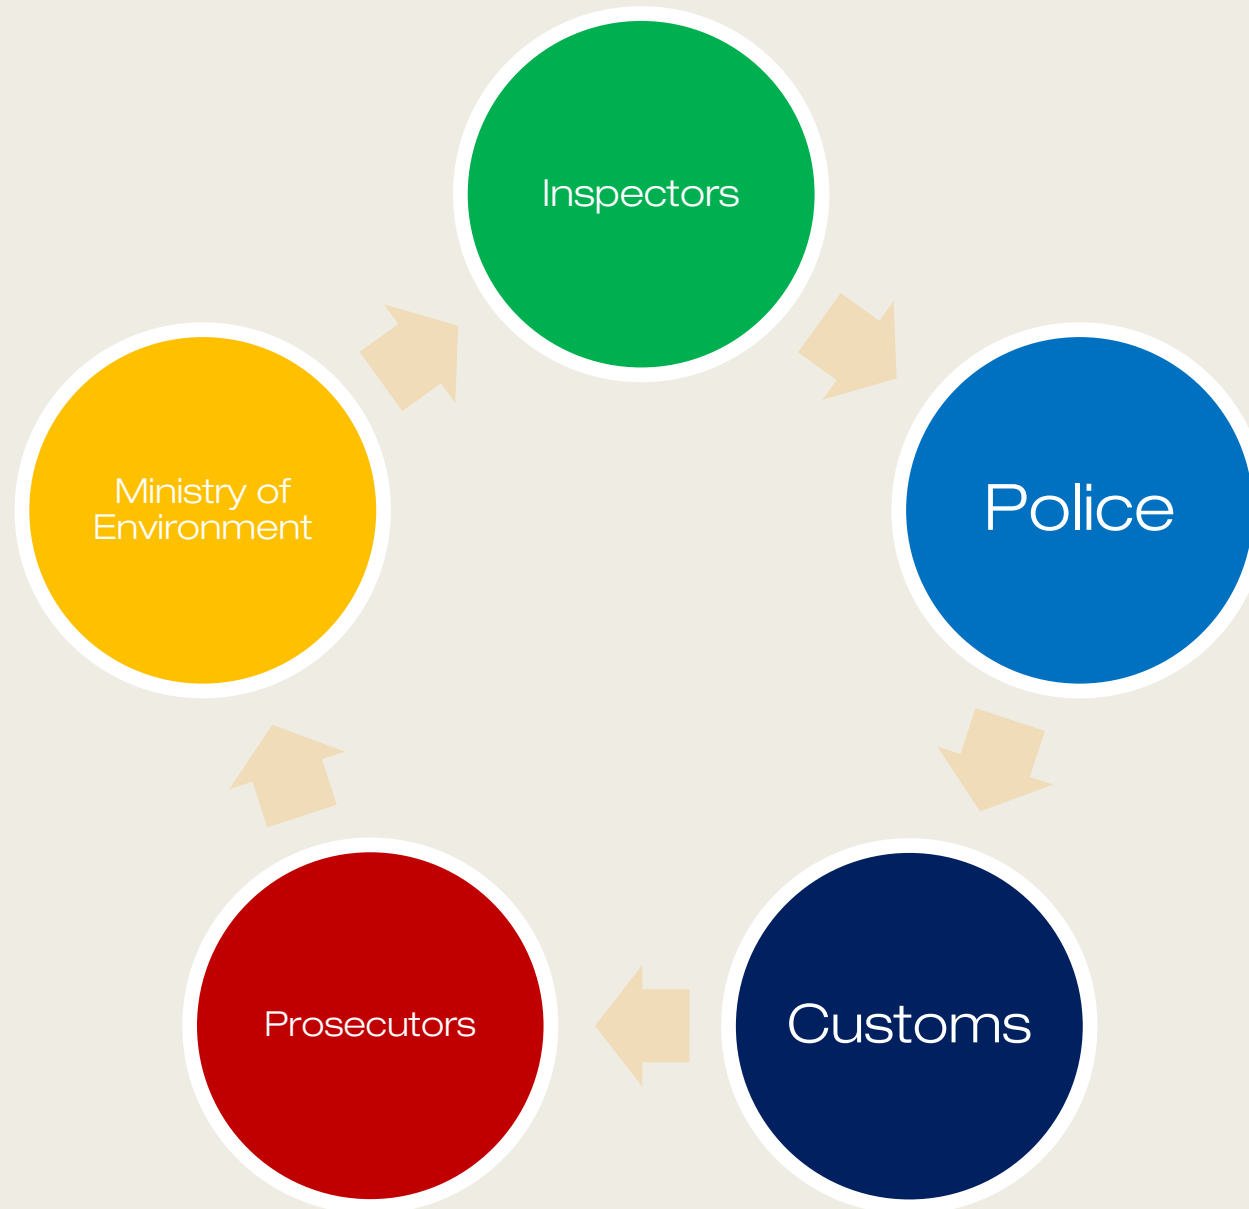 Inspectors
Police
Customs
Prosecutors
Ministry of
Environment